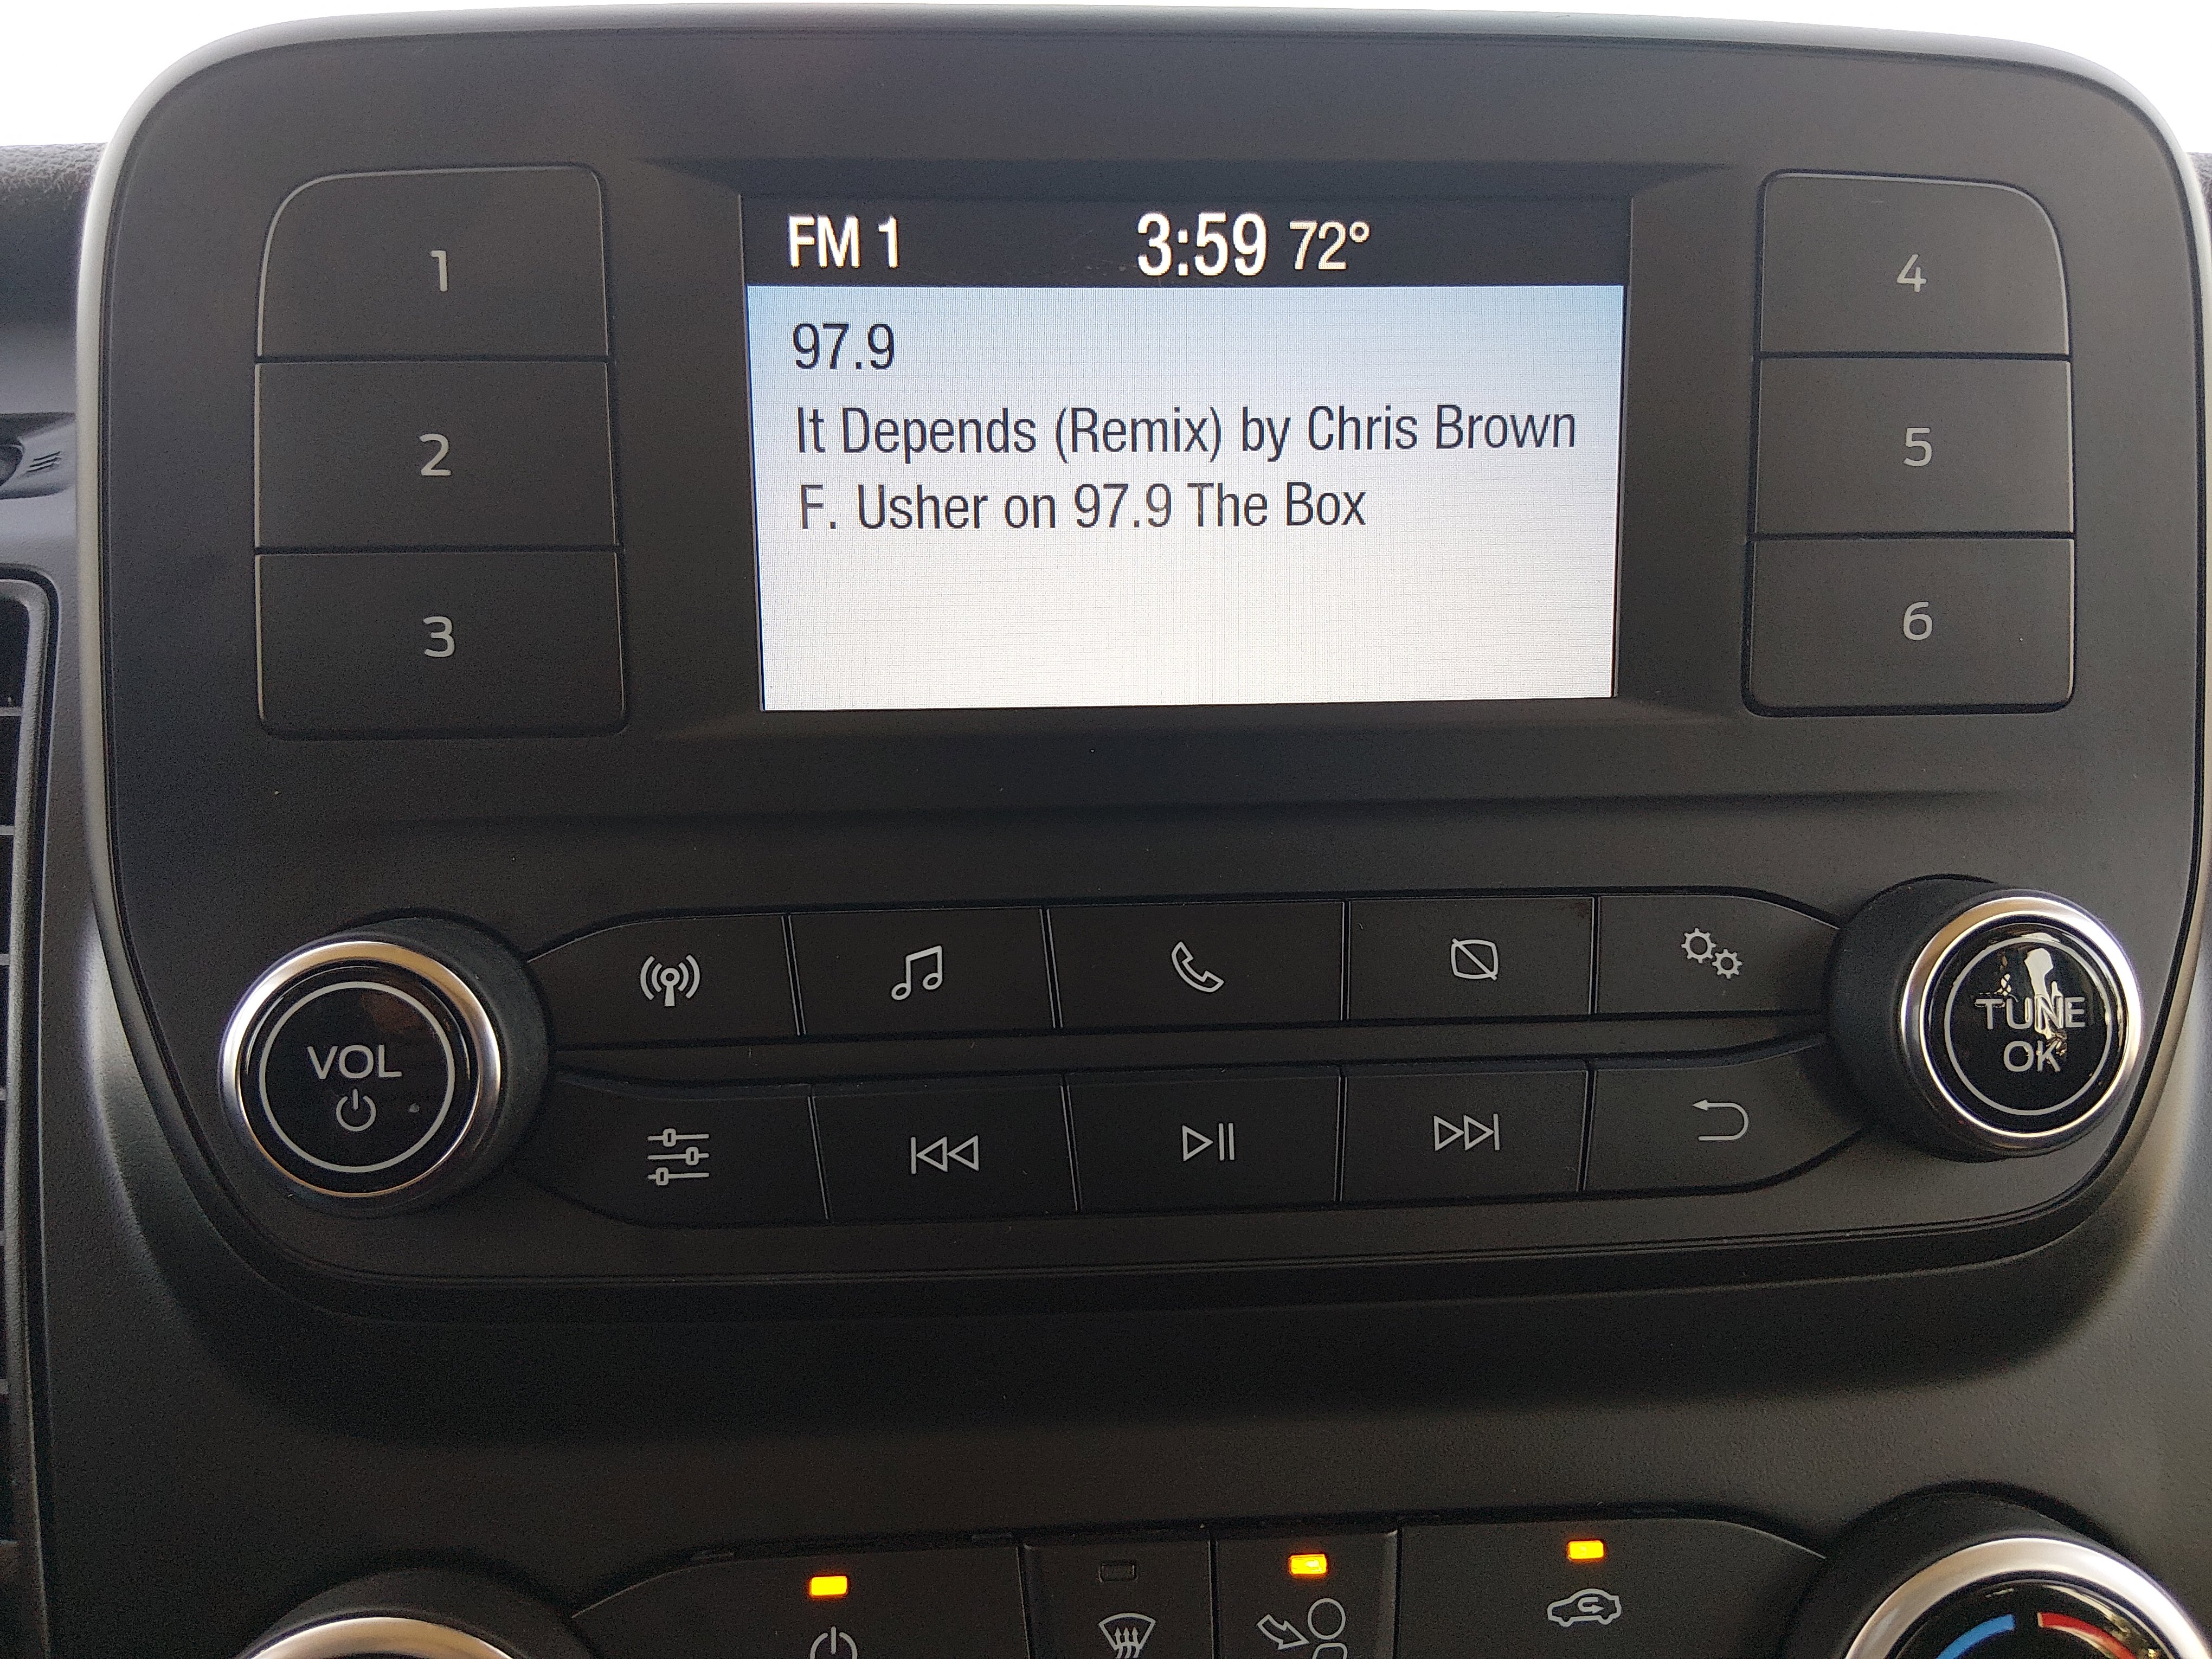 FM 1 3:59 72°
97.9
It Depends (Remix) by Chris Brown
F. Usher on 97.9 The Box
1
2
3
4
5
6
VOL
TUNE
OK